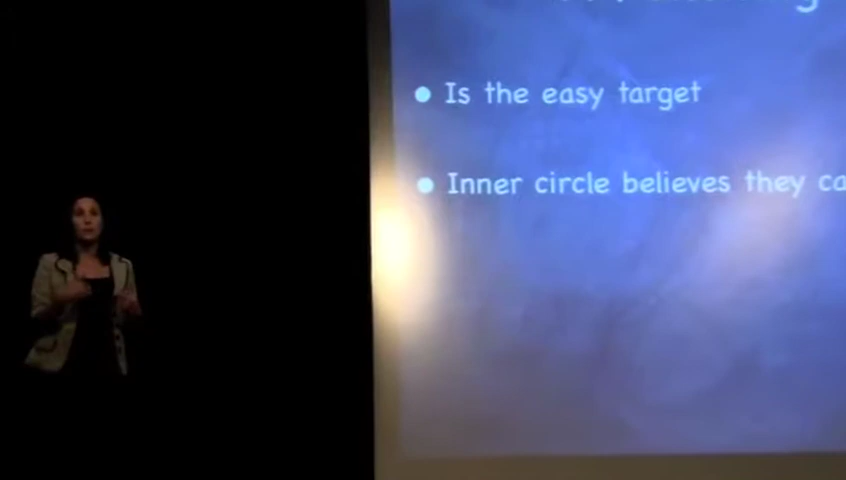 Is the easy target
Inner circle believes they